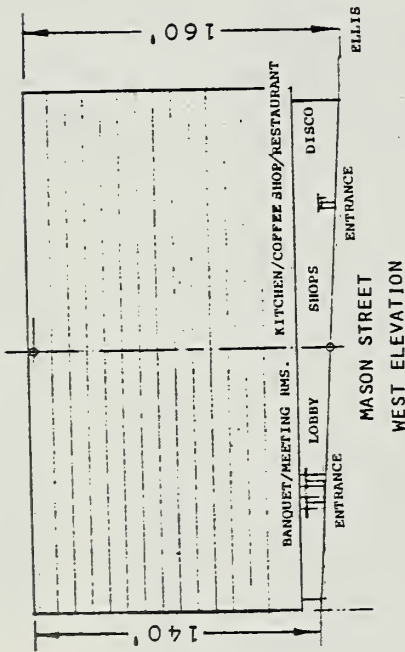 160'
140'
ELLIS
BANQUET/MEETING RMS. KITCHEN/COFFEE SHOP/RESTAURANT
LOBBY SHOPS DISCO
ENTRANCE ENTRANCE
MASON STREET
WEST ELEVATION